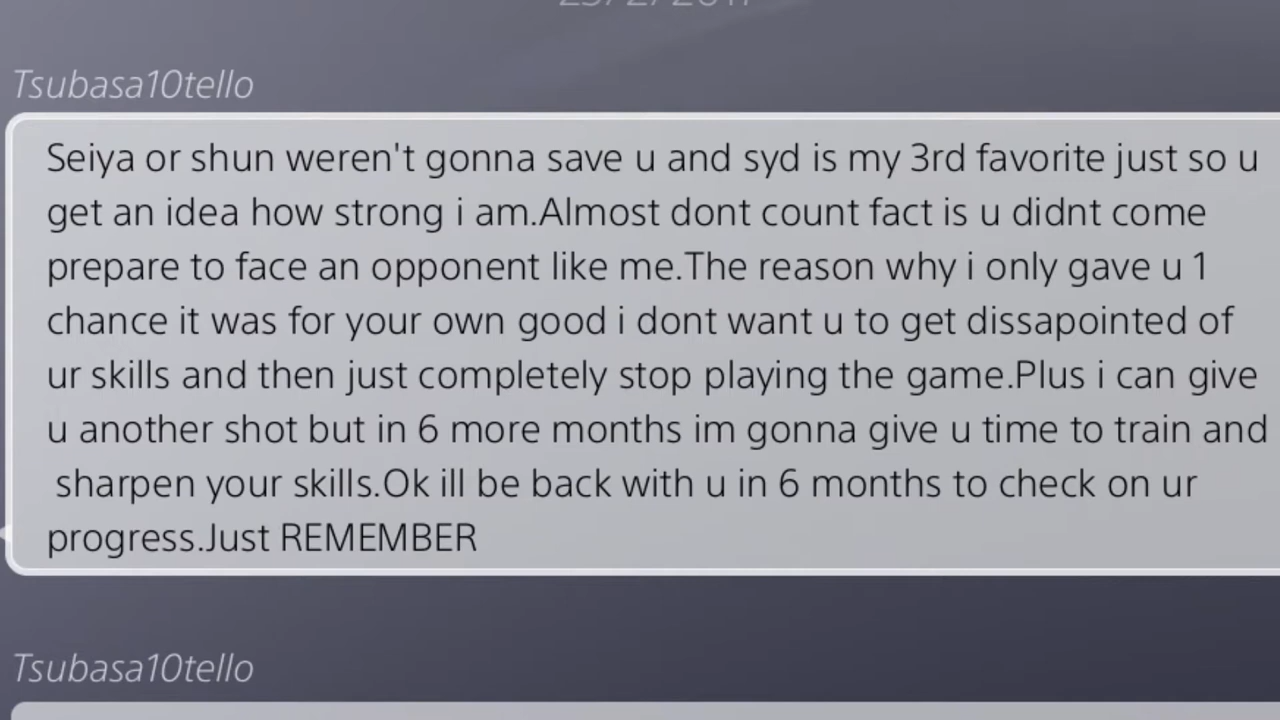 Tsubasa10tello
Seiya or shun weren't gonna save u and syd is my 3rd favorite just so u
get an idea how strong i am.Almost dont count fact is u didnt come
prepare to face an opponent like me.The reason why i only gave u 1
chance it was for your own good i dont want u to get dissapointed of
ur skills and then just completely stop playing the game.Plus i can give
u another shot but in 6 more months im gonna give u time to train and
sharpen your skills.Ok ill be back with u in 6 months to check on ur
progress.Just REMEMBER
Tsubasa10tello